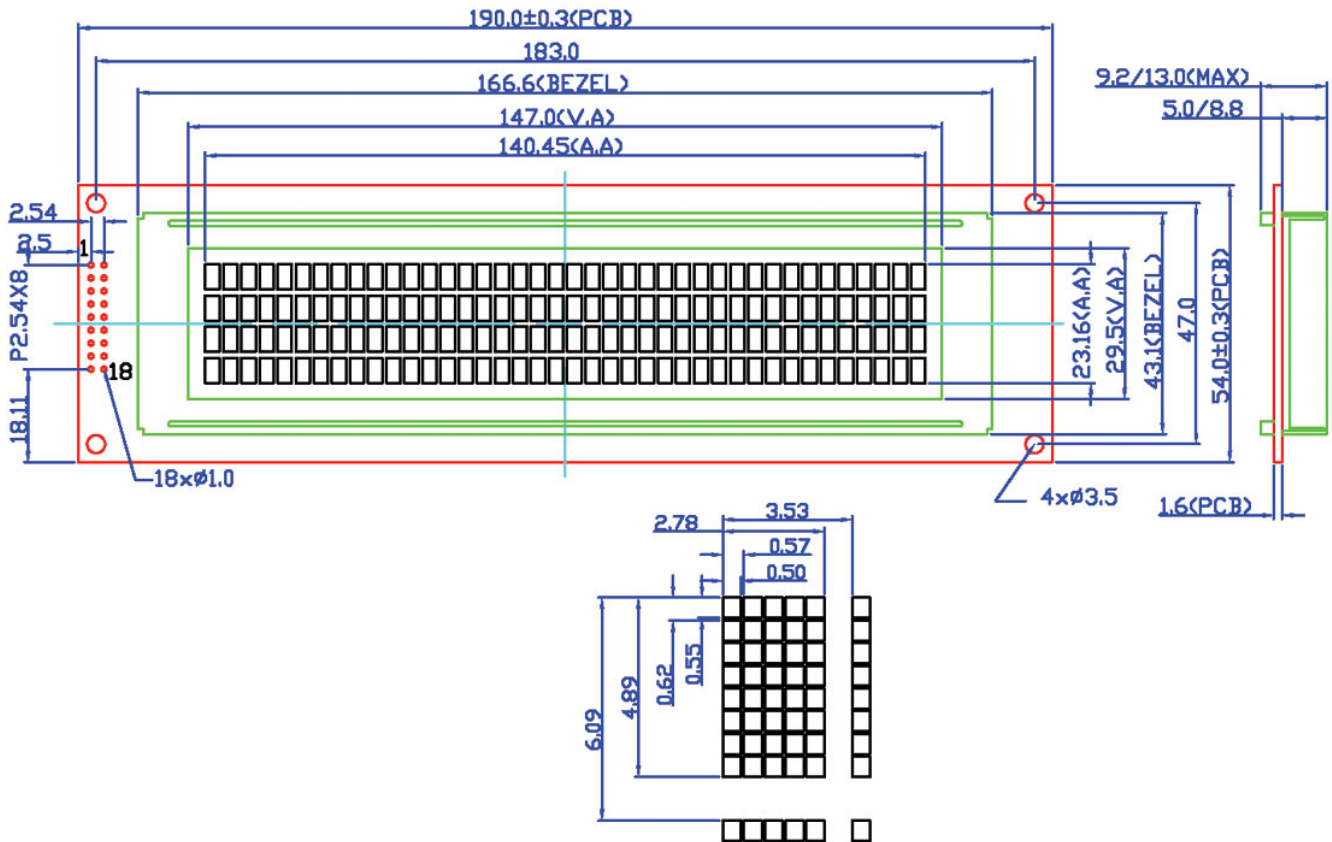 190.0±0.3(PCB)
183.0
166.6(BEZEL)
147.0(V.A)
140.45(A.A)
9.2/13.0(MAX)
5.0/8.8
2.54
2.5
1
P2.54X8
18
18.11
18xø1.0
23.16(A.A)
29.5(V.A)
43.1(BEZEL)
47.0
54.0±0.3(PCB)
4xø3.5
1.6(PCB)
3.53
2.78
0.57
0.50
0.55
0.62
4.89
6.09